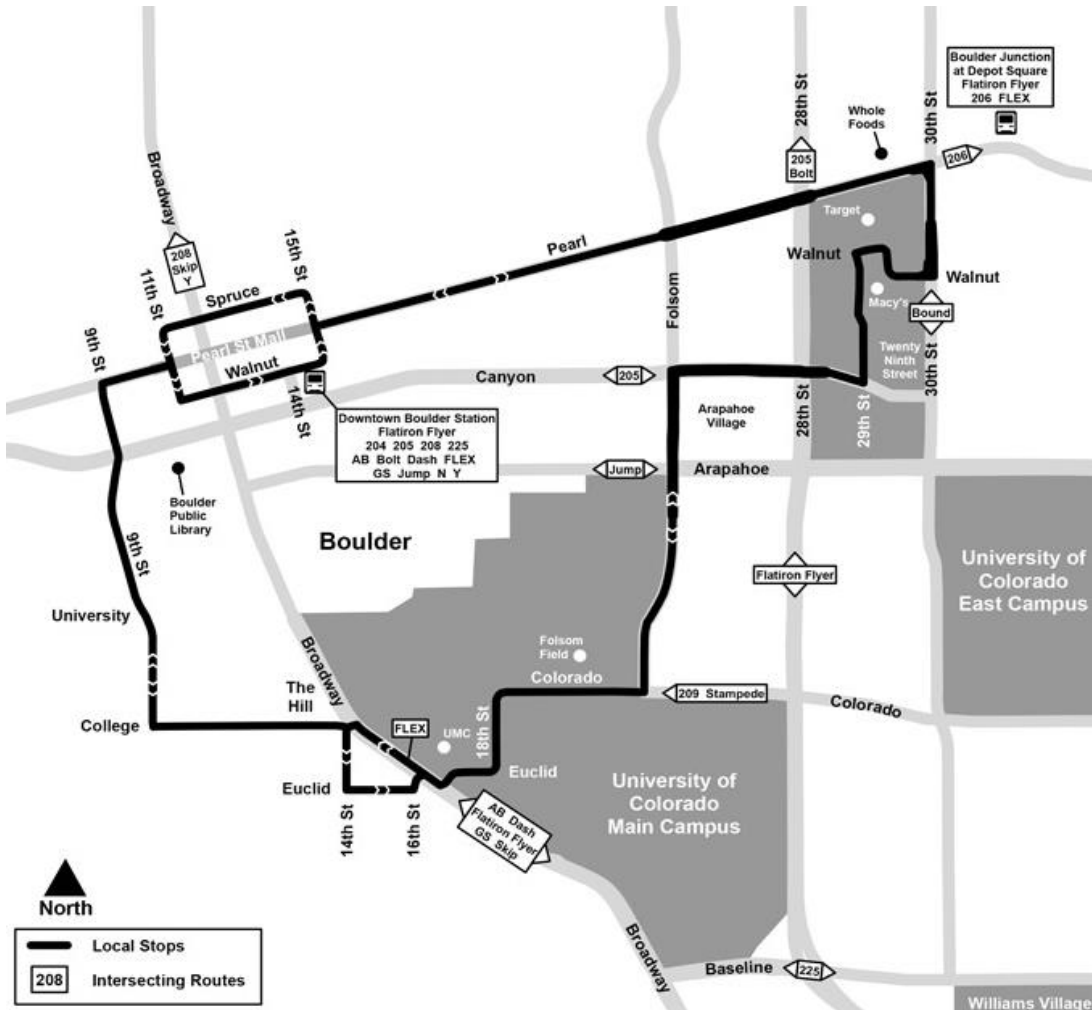 Boulder Junction
at Depot Square
Flatiron Flyer
206 FLEX
28th St
30th St
Whole
Foods
206
205
Bolt
Broadway
Target
Pearl
Walnut
Walnut
208
Skip
Y
15th St
11th St
Spruce
Folsom
Macy's
Bound
9th St
Pearl St Mall
Walnut
Twenty
Ninth
Street
30th St
Canyon
205
14th St
28th St
29th St
Arapahoe
Village
Downtown Boulder Station
Flatiron Flyer
204 205 208 225
AB Bolt Dash FLEX
GS Jump N Y
Jump
Arapahoe
Boulder
Public
Library
Boulder
9th St
University of
Colorado
East Campus
Flatiron Flyer
University
Broadway
Folsom
Field
Colorado
The
Hill
209 Stampede
Colorado
College
FLEX
UMC
18th St
Euclid
Euclid
University of
Colorado
Main Campus
14th St
16th St
AB Dash
Flatiron Flyer
GS Skip
North
Local Stops
208
Intersecting Routes
Broadway
Baseline
225
Williams Village